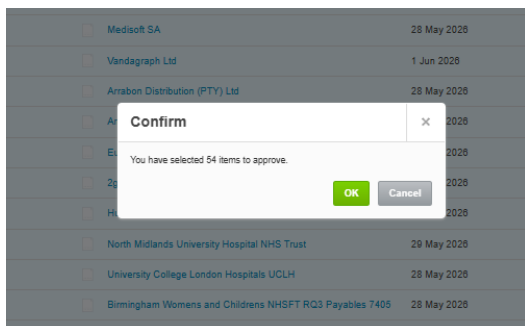 Medisoft SA 28 May 2026
Vandagraph Ltd 1 Jun 2026
Arrabon Distribution (PTY) Ltd 28 May 2026
Confirm ×
2026
You have selected 54 items to approve.
2026
OK Cancel
2026
2026
North Midlands University Hospital NHS Trust 29 May 2026
University College London Hospitals UCLH 28 May 2026
Birmingham Womens and Childrens NHSFT RQ3 Payables 7405 28 May 2026